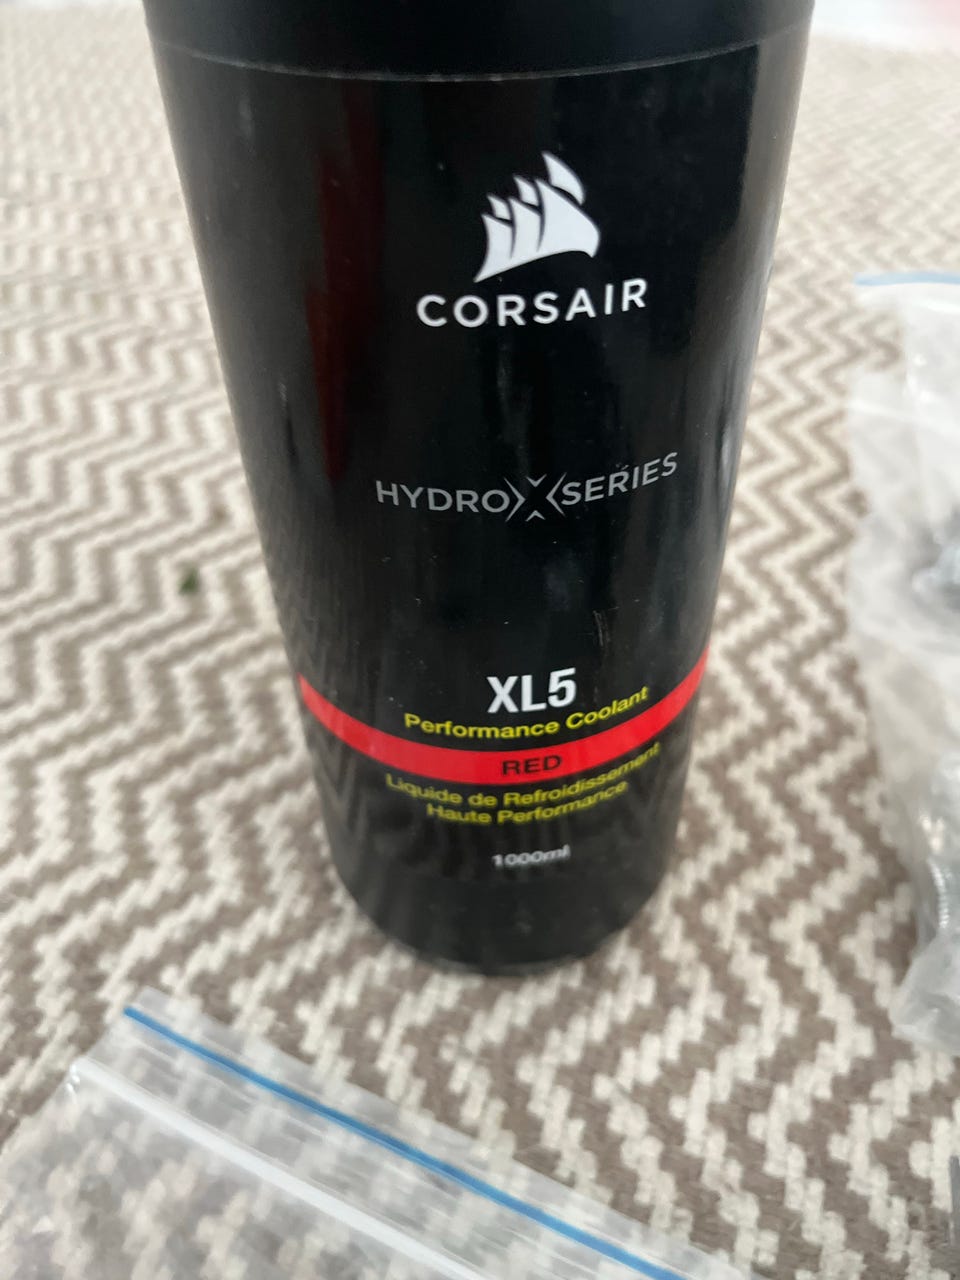 CORSAIR
HYDRO X SERIES
XL5
Performance Coolant
RED
Liquide de Refroidissement
Haute Performance
1000ml